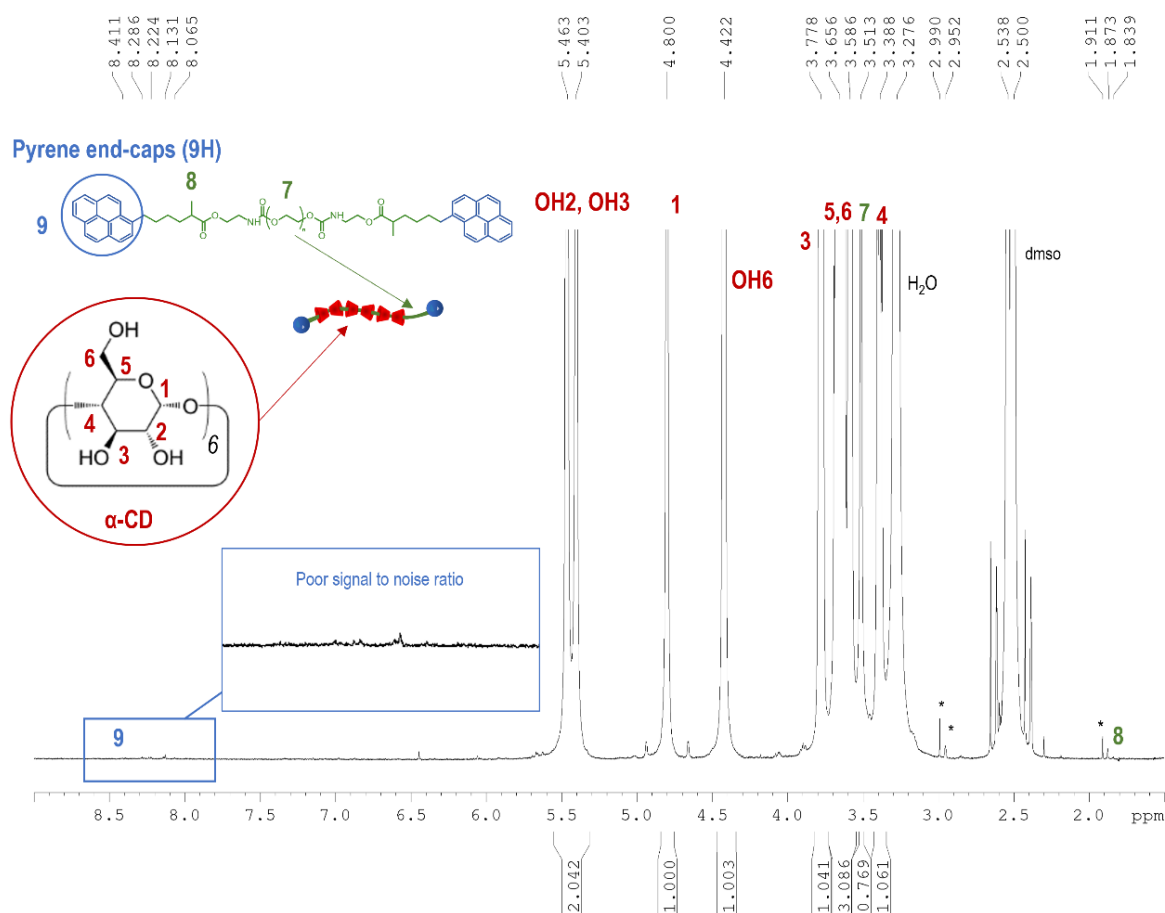 8.411
8.286
8.224
8.131
8.065
5.463
5.403
4.800
4.422
3.778
3.656
3.586
3.513
3.388
3.276
2.990
2.952
2.538
2.500
1.911
1.873
1.839
Pyrene end-caps (9H)
9
8
7
O
O
O
NH
O
O
O
n
O
O
NH
O
O
OH2, OH3
1
OH6
3
5,6
7
4
H2O
dmso
OH
6
5
O
1
O
4
2
6
HO
3
OH
α-CD
Poor signal to noise ratio
9
*
*
*
8
8.5
8.0
7.5
7.0
6.5
6.0
5.5
5.0
4.5
4.0
3.5
3.0
2.5
2.0
ppm
2.042
1.000
1.003
1.041
3.086
0.769
1.061